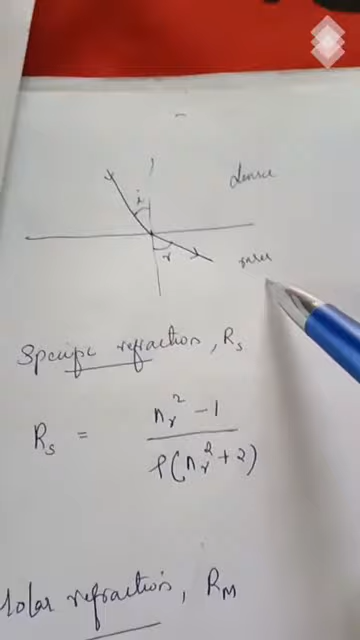 denser
i
r
rarer
Specific refraction, Rs
Rs = nr² - 1
ρ(nr² + 2)
Molar refraction, RM